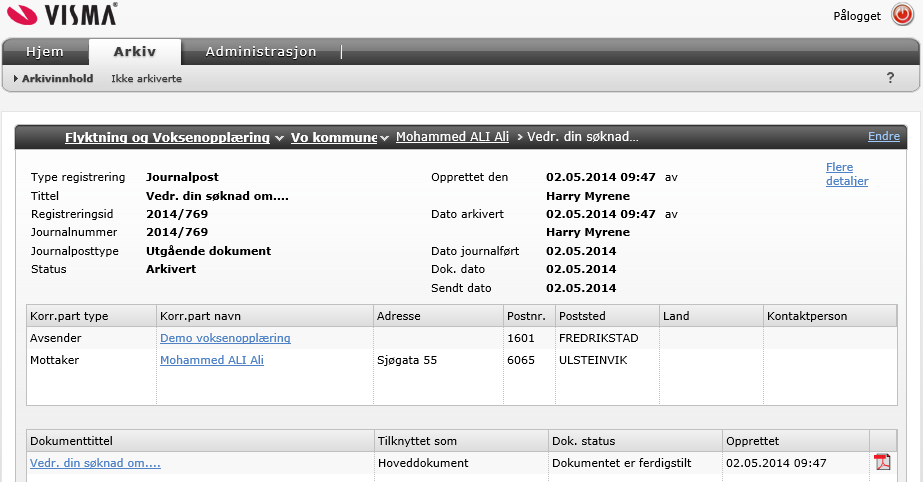 VISMA
Pålogget
Hjem Arkiv Administrasjon |
Arkivinnhold Ikke arkiverte ?
Flyktning og Voksenopplæring Vo kommune Mohammed ALI Ali > Vedr. din søknad... Endre
Type registrering Journalpost Opprettet den 02.05.2014 09:47 av Flere
detaljer
Tittel Vedr. din søknad om.... Harry Myrene
Registreringsid 2014/769 Dato arkivert 02.05.2014 09:47 av
Journalnummer 2014/769 Harry Myrene
Journalposttype Utgående dokument Dato journalført 02.05.2014
Status Arkivert Dok. dato 02.05.2014
Sendt dato 02.05.2014
Korr.part type Korr.part navn Adresse Postnr. Poststed Land Kontaktperson
Avsender Demo voksenopplæring 1601 FREDRIKSTAD
Mottaker Mohammed ALI Ali Sjøgata 55 6065 ULSTEINVIK
Dokumenttittel Tilknyttet som Dok. status Opprettet
Vedr. din søknad om.... Hoveddokument Dokumentet er ferdigstilt 02.05.2014 09:47